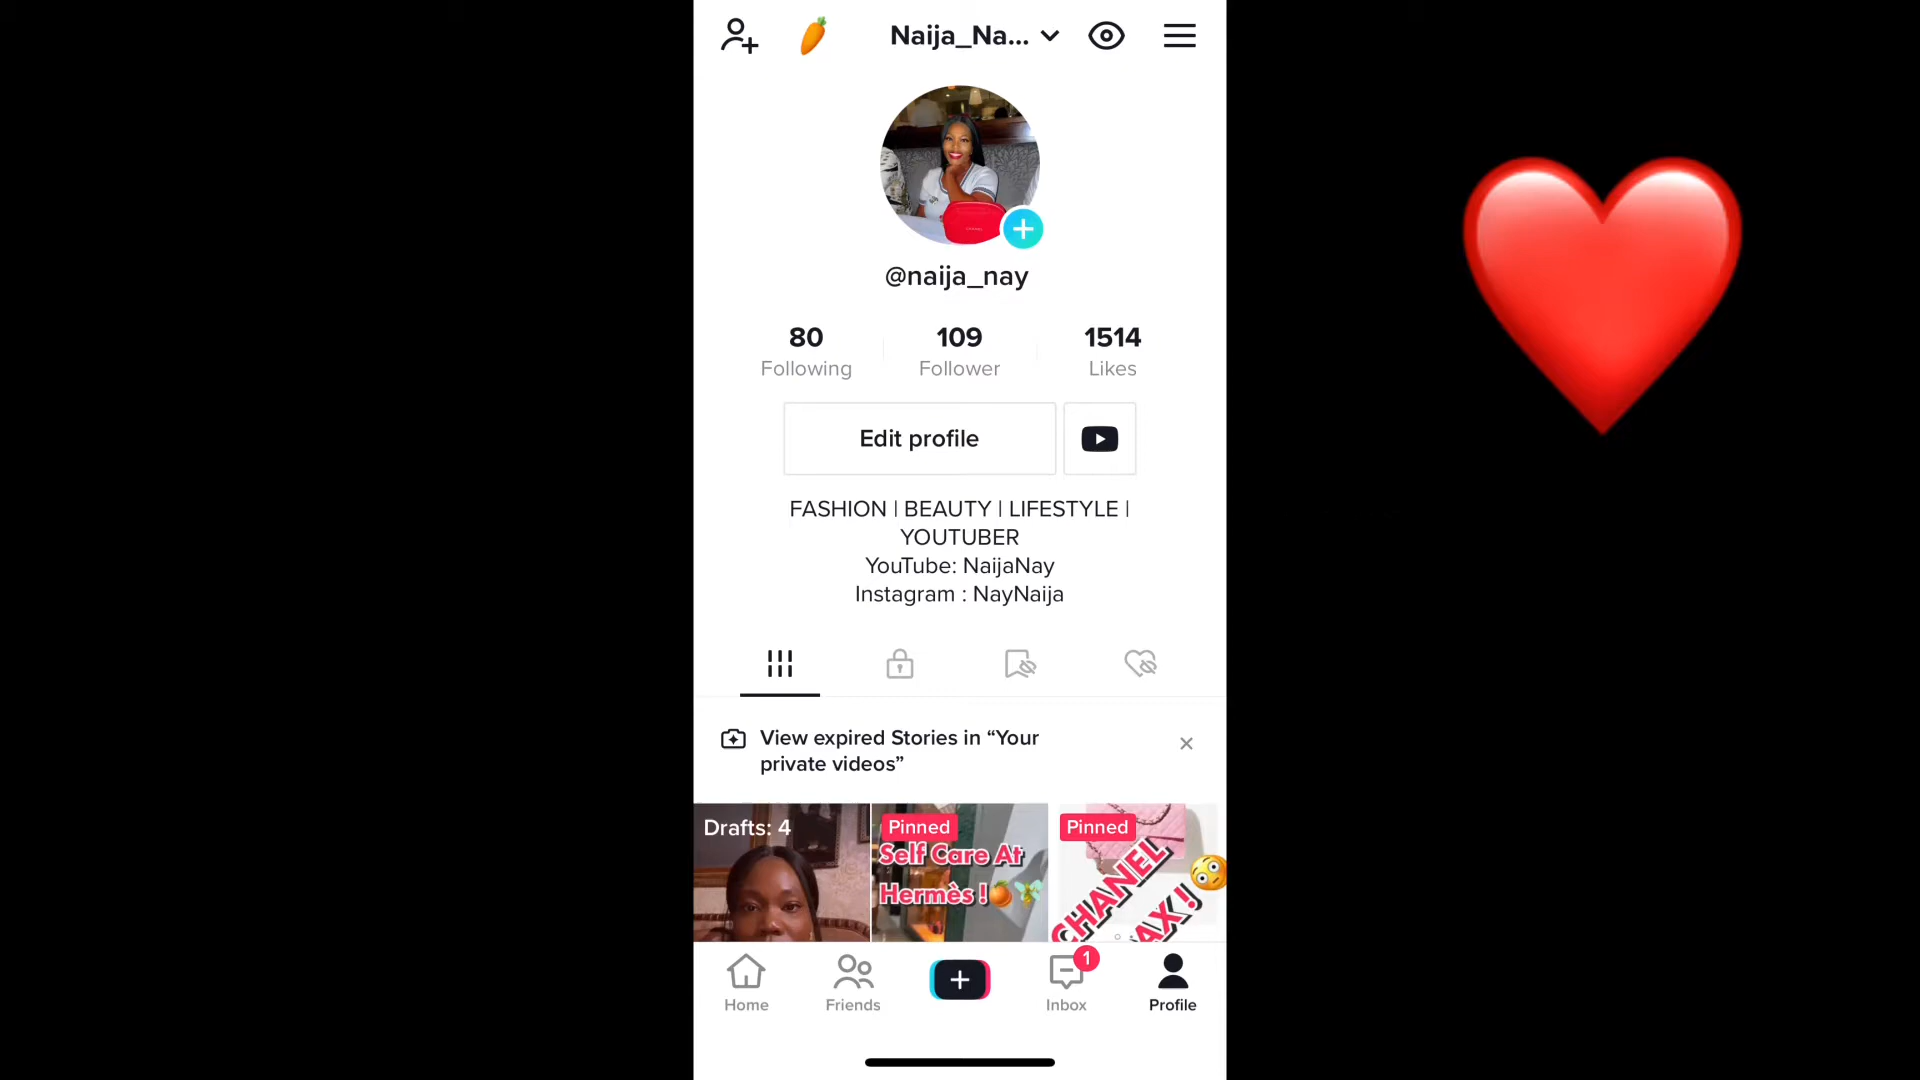 Naija_Na...
@naija_nay
80 109 1514
Following Follower Likes
Edit profile
FASHION | BEAUTY | LIFESTYLE |
YOUTUBER
YouTube: NaijaNay
Instagram : NayNaija
View expired Stories in “Your
private videos”
Drafts: 4
Pinned
Self Care At
Hermès !
Pinned
CHANEL
AX !
1
Home Friends Inbox Profile